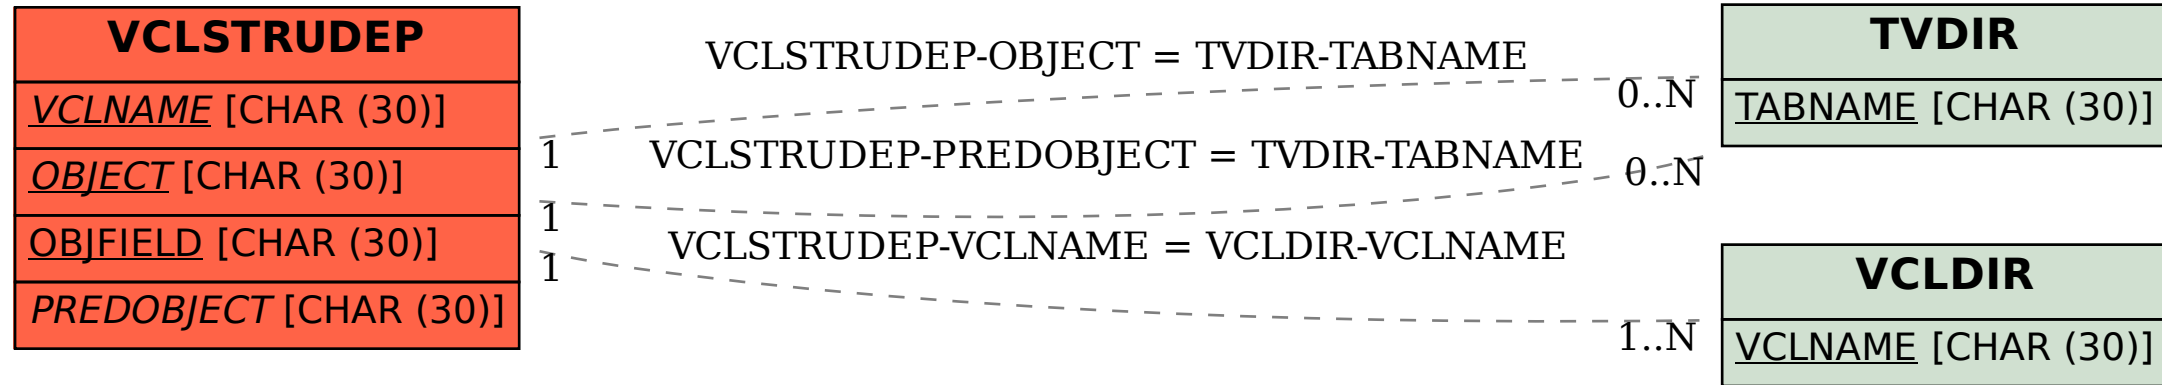 VCLSTRUDEP
VCLNAME [CHAR (30)]
OBJECT [CHAR (30)]
OBJFIELD [CHAR (30)]
PREDOBJECT [CHAR (30)]
VCLSTRUDEP-OBJECT = TVDIR-TABNAME
0..N
1
VCLSTRUDEP-PREDOBJECT = TVDIR-TABNAME
0..N
1
VCLSTRUDEP-VCLNAME = VCLDIR-VCLNAME
1
1..N
TVDIR
TABNAME [CHAR (30)]
VCLDIR
VCLNAME [CHAR (30)]